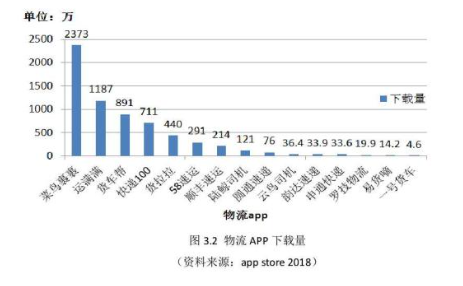 单位：万
2500
2000
1500
1000
500
0
2373
1187
891
711
440
291
214
121
76
36.4
33.9
33.6
19.9
14.2
4.6
下载量
菜鸟裹裹
运满满
货车帮
快递100
货拉拉
58速运
顺丰速运
陆鲸司机
圆通速递
云鸟司机
韵达速递
申通快递
罗技物流
易货嘀
一号货车
物流app
图 3.2 物流 APP 下载量
（资料来源：app store 2018）